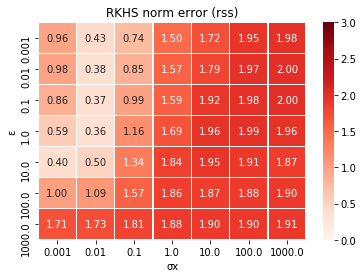 RKHS norm error (rss)
0.001 0.96 0.43 0.74 1.50 1.72 1.95 1.98
0.01 0.98 0.38 0.85 1.57 1.79 1.97 2.00
0.1 0.86 0.37 0.99 1.59 1.92 1.98 2.00
1.0 0.59 0.36 1.16 1.69 1.96 1.99 1.96
10.0 0.40 0.50 1.34 1.84 1.95 1.91 1.87
100.0 1.00 1.09 1.57 1.86 1.87 1.88 1.90
1000.0 1.71 1.73 1.81 1.88 1.90 1.90 1.91
0.001 0.01 0.1 1.0 10.0 100.0 1000.0
σx
ε
3.0
2.5
2.0
1.5
1.0
0.5
0.0